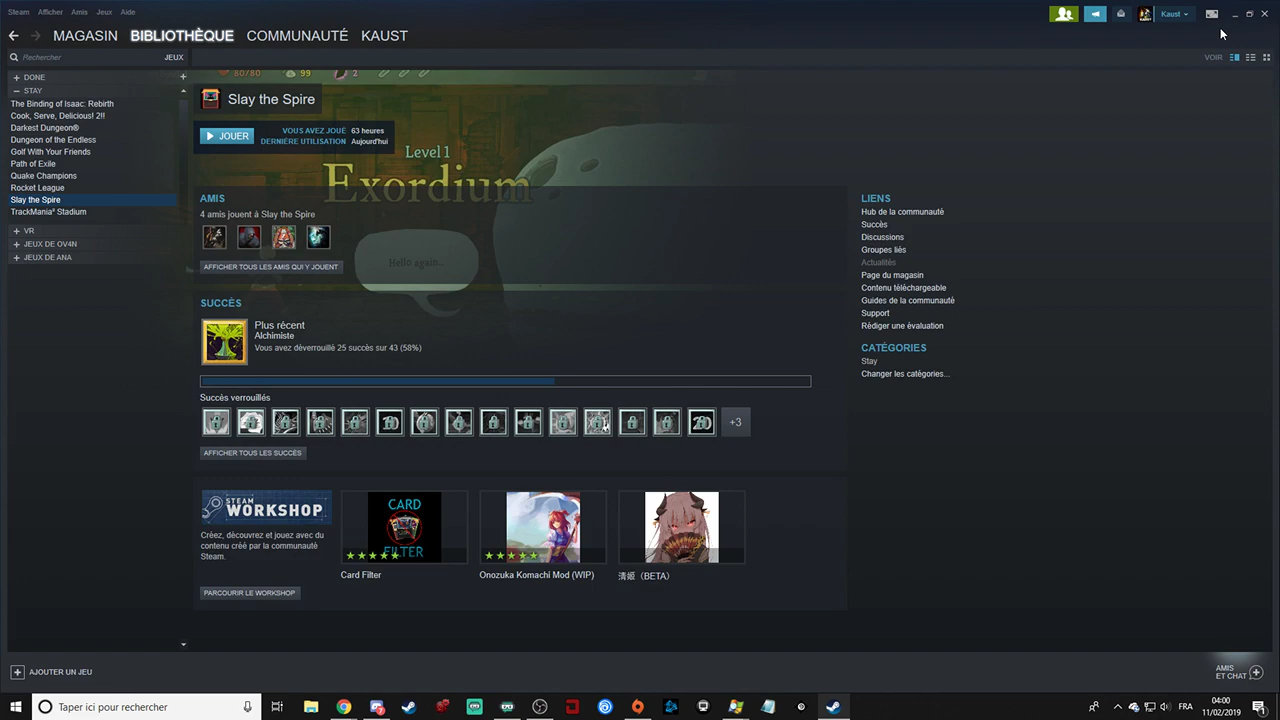 Steam Afficher Amis Jeux Aide
Kaust
MAGASIN BIBLIOTHÈQUE COMMUNAUTÉ KAUST
Rechercher JEUX
VOIR
DONE
STAY
The Binding of Isaac: Rebirth
Cook, Serve, Delicious! 2!!
Darkest Dungeon®
Dungeon of the Endless
Golf With Your Friends
Path of Exile
Quake Champions
Rocket League
Slay the Spire
TrackMania² Stadium
VR
JEUX DE OV4N
JEUX DE ANA
80/80 99 2
Slay the Spire
JOUER
VOUS AVEZ JOUÉ 63 heures
DERNIÈRE UTILISATION Aujourd'hui
Level 1
Exordium
Hello again...
AMIS
4 amis jouent à Slay the Spire
AFFICHER TOUS LES AMIS QUI Y JOUENT
SUCCÈS
Plus récent
Alchimiste
Vous avez déverrouillé 25 succès sur 43 (58%)
Succès verrouillés
10
20
+3
AFFICHER TOUS LES SUCCÈS
STEAM
WORKSHOP
Créez, découvrez et jouez avec du
contenu créé par la communauté
Steam.
PARCOURIR LE WORKSHOP
CARD
FILTER
Card Filter
Onozuka Komachi Mod (WIP)
清姬（BETA）
LIENS
Hub de la communauté
Succès
Discussions
Groupes liés
Actualités
Page du magasin
Contenu téléchargeable
Guides de la communauté
Support
Rédiger une évaluation
CATÉGORIES
Stay
Changer les catégories...
AJOUTER UN JEU
AMIS
ET CHAT
Taper ici pour rechercher
FRA
04:00
11/02/2019